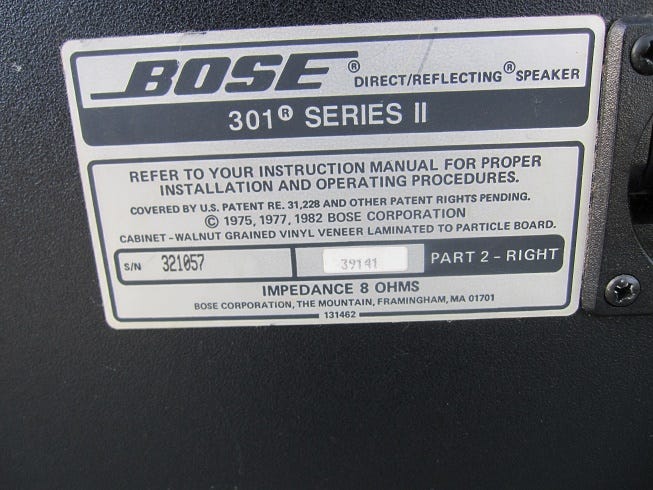 BOSE® DIRECT/REFLECTING® SPEAKER
301® SERIES II
REFER TO YOUR INSTRUCTION MANUAL FOR PROPER
INSTALLATION AND OPERATING PROCEDURES.
COVERED BY U.S. PATENT RE. 31,228 AND OTHER PATENT RIGHTS PENDING.
© 1975, 1977, 1982 BOSE CORPORATION
CABINET-WALNUT GRAINED VINYL VENEER LAMINATED TO PARTICLE BOARD.
S/N 321057 39141 PART 2-RIGHT
IMPEDANCE 8 OHMS
BOSE CORPORATION, THE MOUNTAIN, FRAMINGHAM, MA 01701
131462